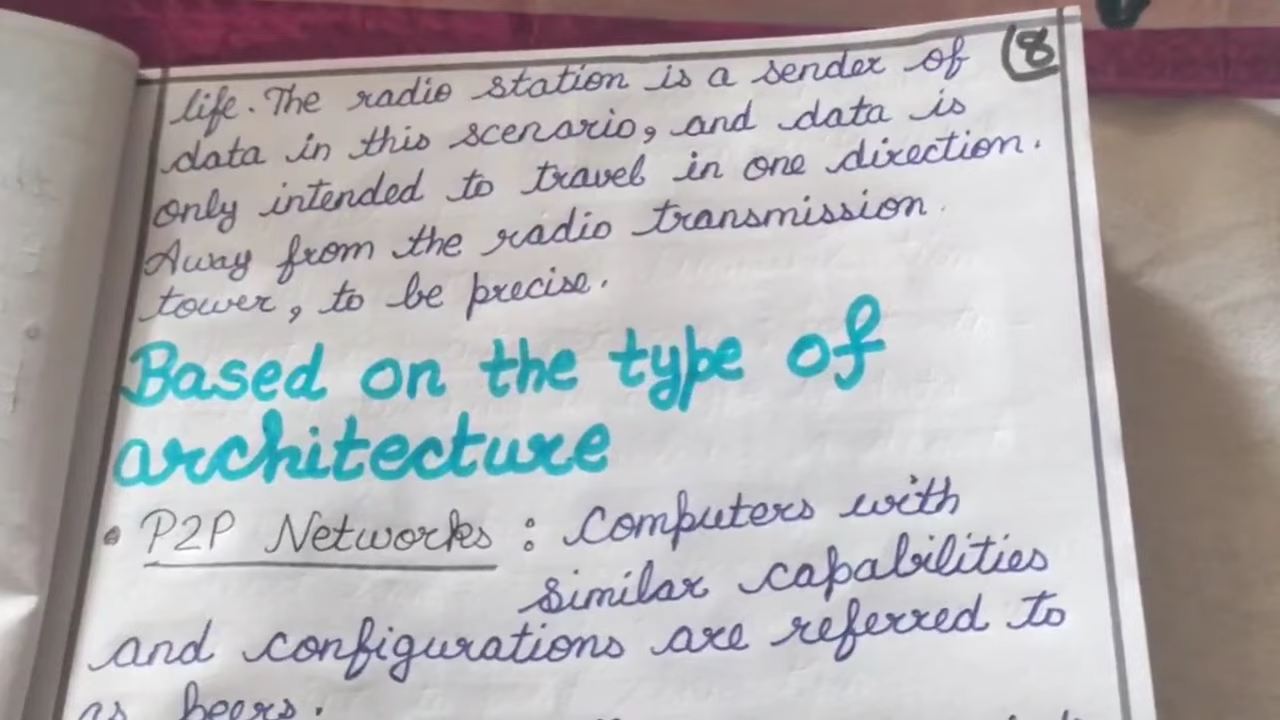 8
life. The radio station is a sender of
data in this scenario, and data is
only intended to travel in one direction.
Away from the radio transmission
tower, to be precise.
Based on the type of
architecture
• P2P Networks : Computers with
similar capabilities
and configurations are referred to
as peers.